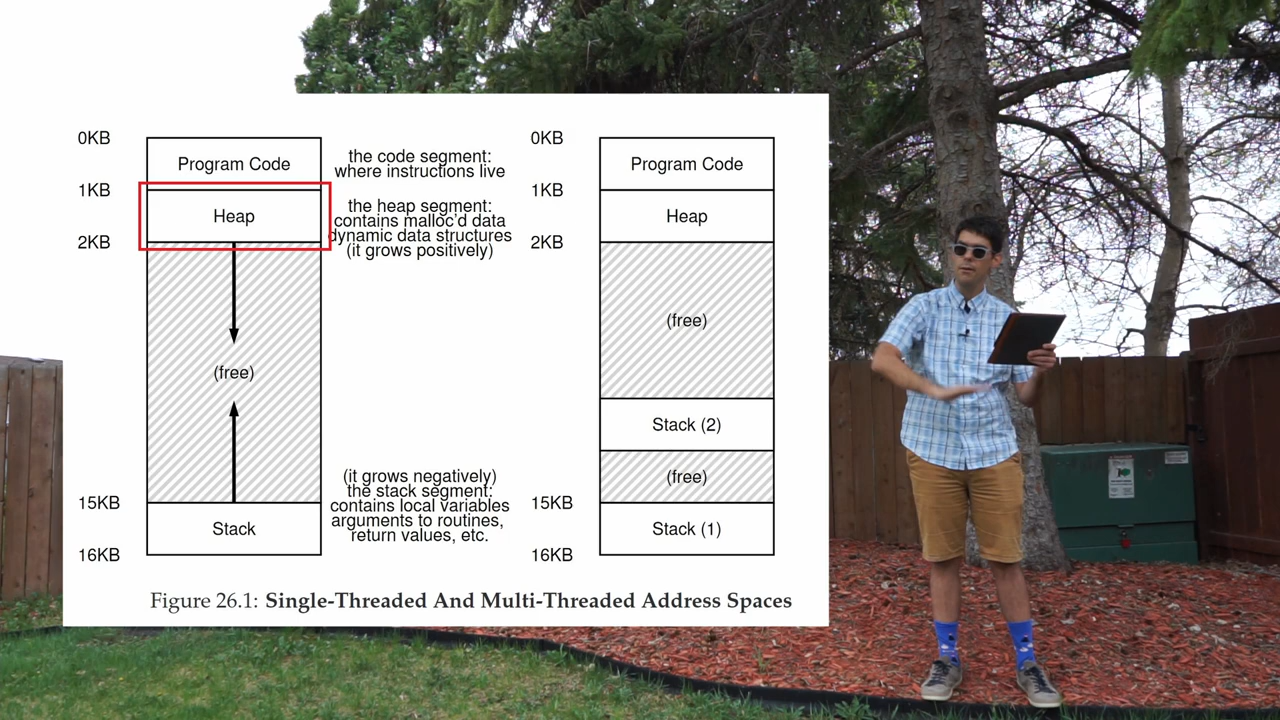 0KB
Program Code
the code segment:
where instructions live
1KB
Heap
the heap segment:
contains malloc'd data
dynamic data structures
(it grows positively)
2KB
(free)
(it grows negatively)
the stack segment:
contains local variables
arguments to routines,
return values, etc.
15KB
Stack
16KB
0KB
Program Code
1KB
Heap
2KB
(free)
Stack (2)
(free)
15KB
Stack (1)
16KB
Figure 26.1: Single-Threaded And Multi-Threaded Address Spaces